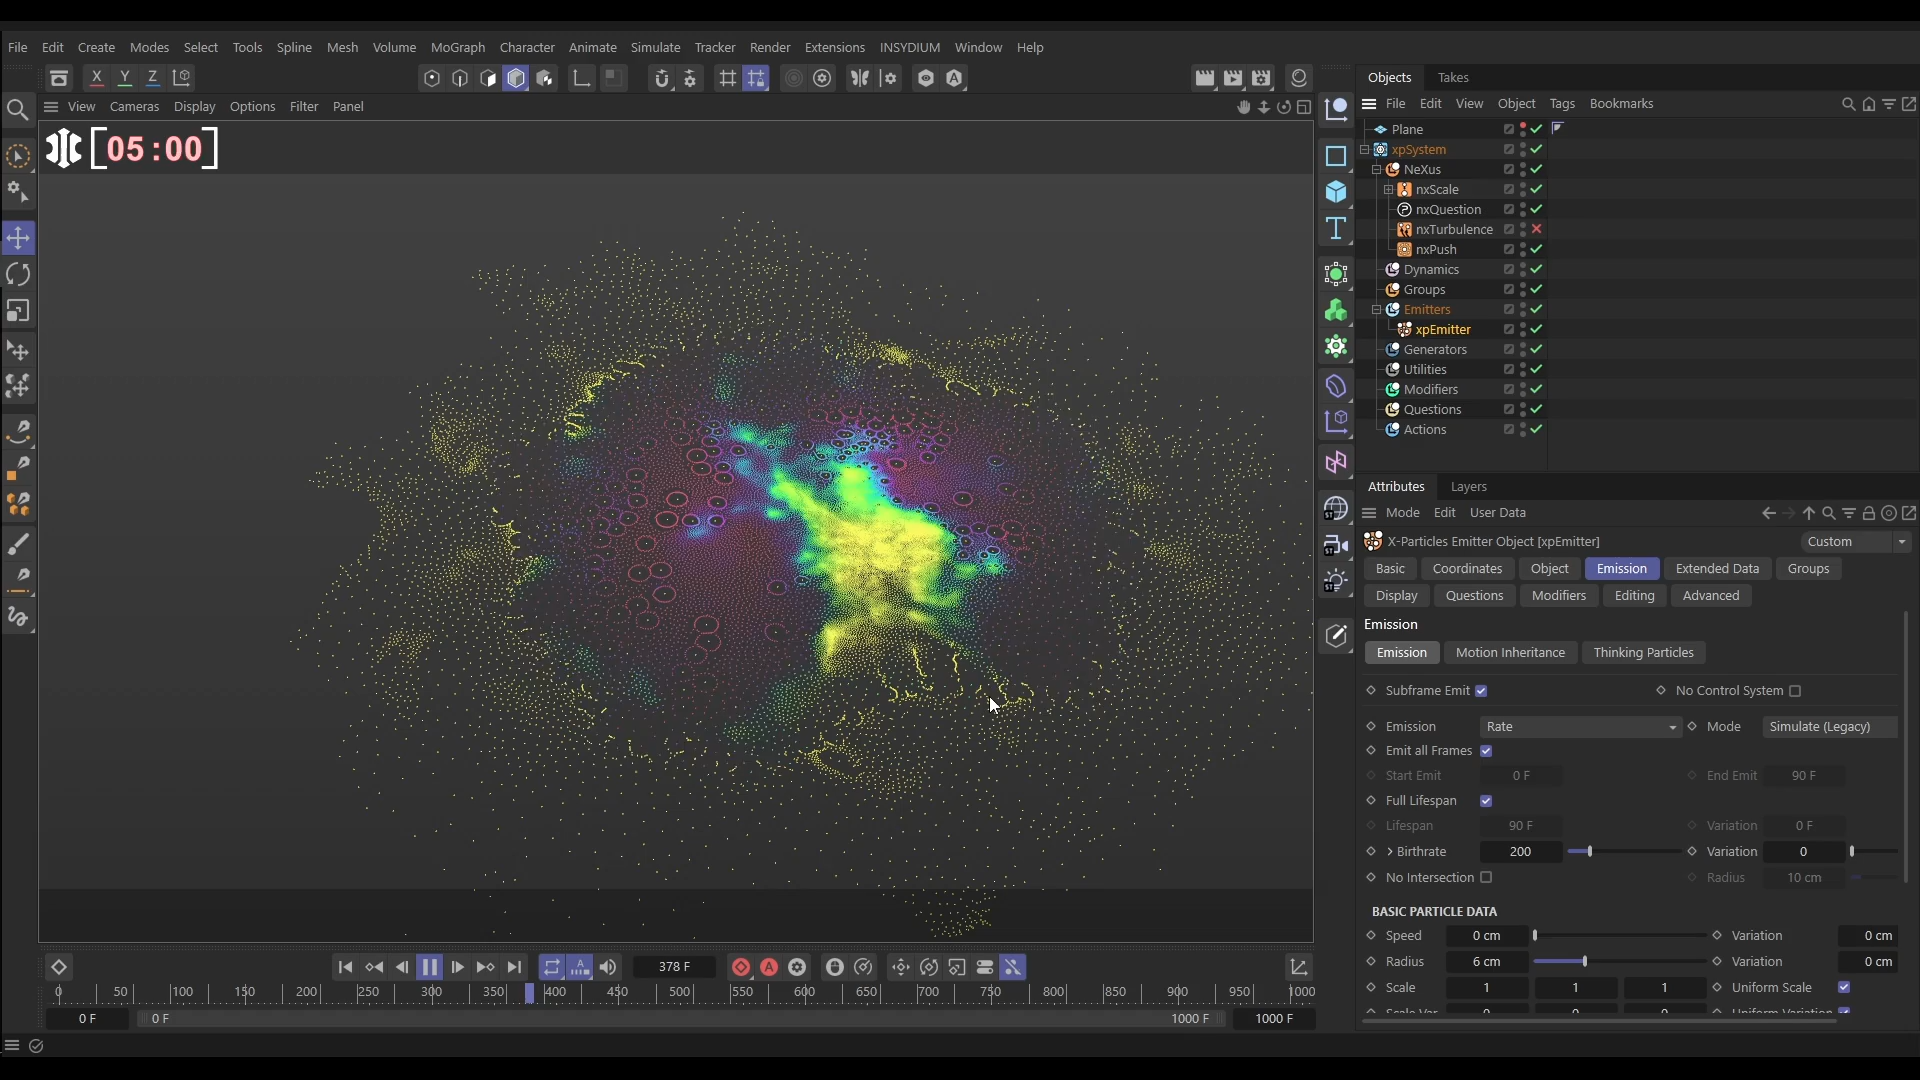 File Edit Create Modes Select Tools Spline Mesh Volume MoGraph Character Animate Simulate Tracker Render Extensions INSYDIUM Window Help
X Y Z
View Cameras Display Options Filter Panel
[05:00]
378 F
0 50 100 150 200 250 300 350 400 450 500 550 600 650 700 750 800 850 900 950 1000
0 F 0 F 1000 F 1000 F
Objects Takes
File Edit View Object Tags Bookmarks
Plane
xpSystem
NeXus
nxScale
nxQuestion
nxTurbulence
nxPush
Dynamics
Groups
Emitters
xpEmitter
Generators
Utilities
Modifiers
Questions
Actions
Attributes Layers
Mode Edit User Data
X-Particles Emitter Object [xpEmitter] Custom
Basic Coordinates Object Emission Extended Data Groups
Display Questions Modifiers Editing Advanced
Emission
Emission Motion Inheritance Thinking Particles
Subframe Emit No Control System
Emission Rate Mode Simulate (Legacy)
Emit all Frames
Start Emit 0 F End Emit 90 F
Full Lifespan
Lifespan 90 F Variation 0 F
Birthrate 200 Variation 0
No Intersection Radius 10 cm
BASIC PARTICLE DATA
Speed 0 cm Variation 0 cm
Radius 6 cm Variation 0 cm
Scale 1 1 1 Uniform Scale
Scale Var 0 0 0 Uniform Variation